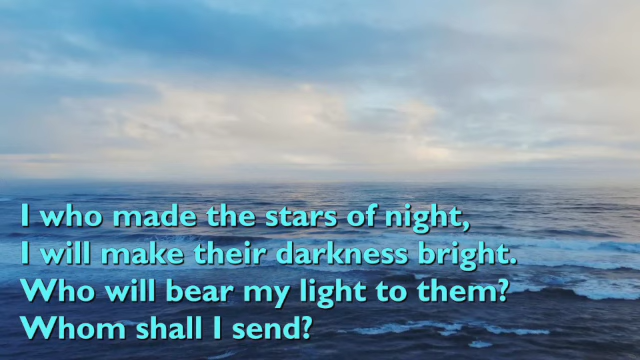 I who made the stars of night,
I will make their darkness bright.
Who will bear my light to them?
Whom shall I send?